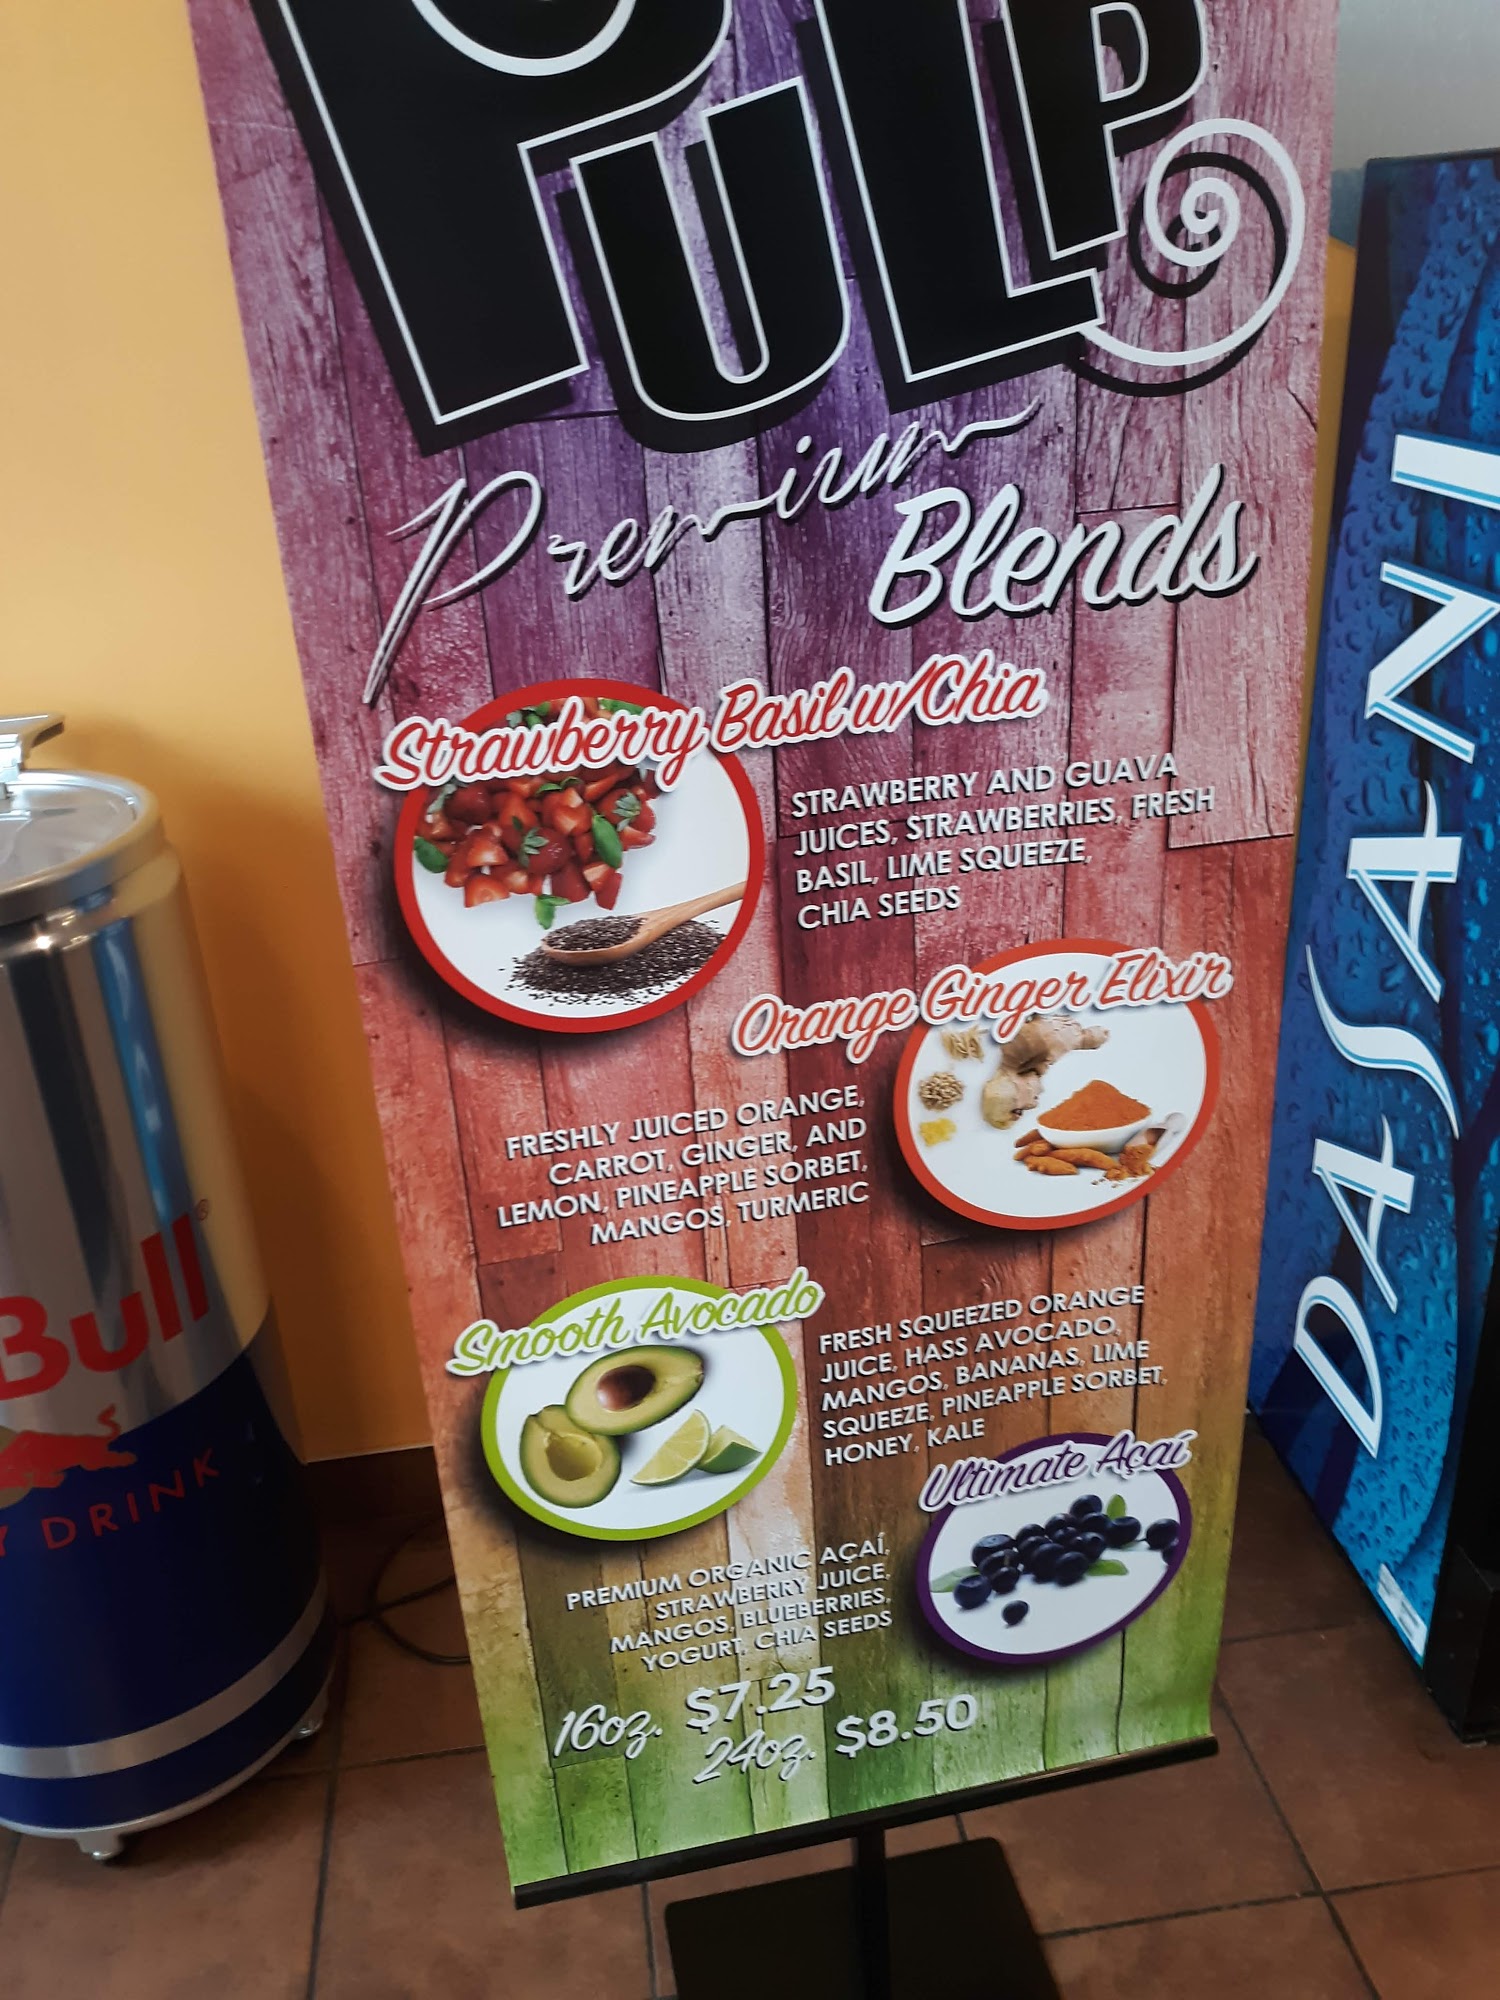 PULP
Premium
Blends
Strawberry Basil w/Chia
STRAWBERRY AND GUAVA
JUICES, STRAWBERRIES, FRESH
BASIL, LIME SQUEEZE,
CHIA SEEDS
Orange Ginger Elixir
FRESHLY JUICED ORANGE,
CARROT, GINGER, AND
LEMON, PINEAPPLE SORBET,
MANGOS, TURMERIC
Smooth Avocado
FRESH SQUEEZED ORANGE
JUICE, HASS AVOCADO,
MANGOS, BANANAS, LIME
SQUEEZE, PINEAPPLE SORBET,
HONEY, KALE
Ultimate Açaí
PREMIUM ORGANIC AÇAÍ,
STRAWBERRY JUICE,
MANGOS, BLUEBERRIES,
YOGURT, CHIA SEEDS
16oz. $7.25
24oz. $8.50
Bull®
Y DRINK
DASANI